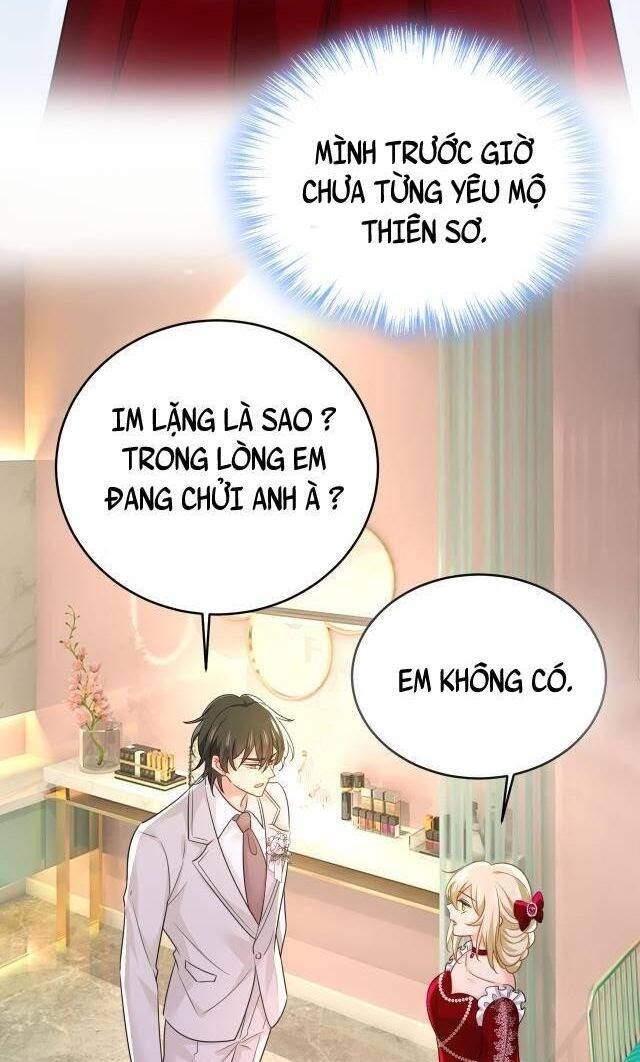 MÌNH TRƯỚC GIỜ
CHƯA TỪNG YÊU MỘ
THIÊN SƠ.
IM LẶNG LÀ SAO ?
TRONG LÒNG EM
ĐANG CHỬI ANH À ?
EM KHÔNG CÓ.